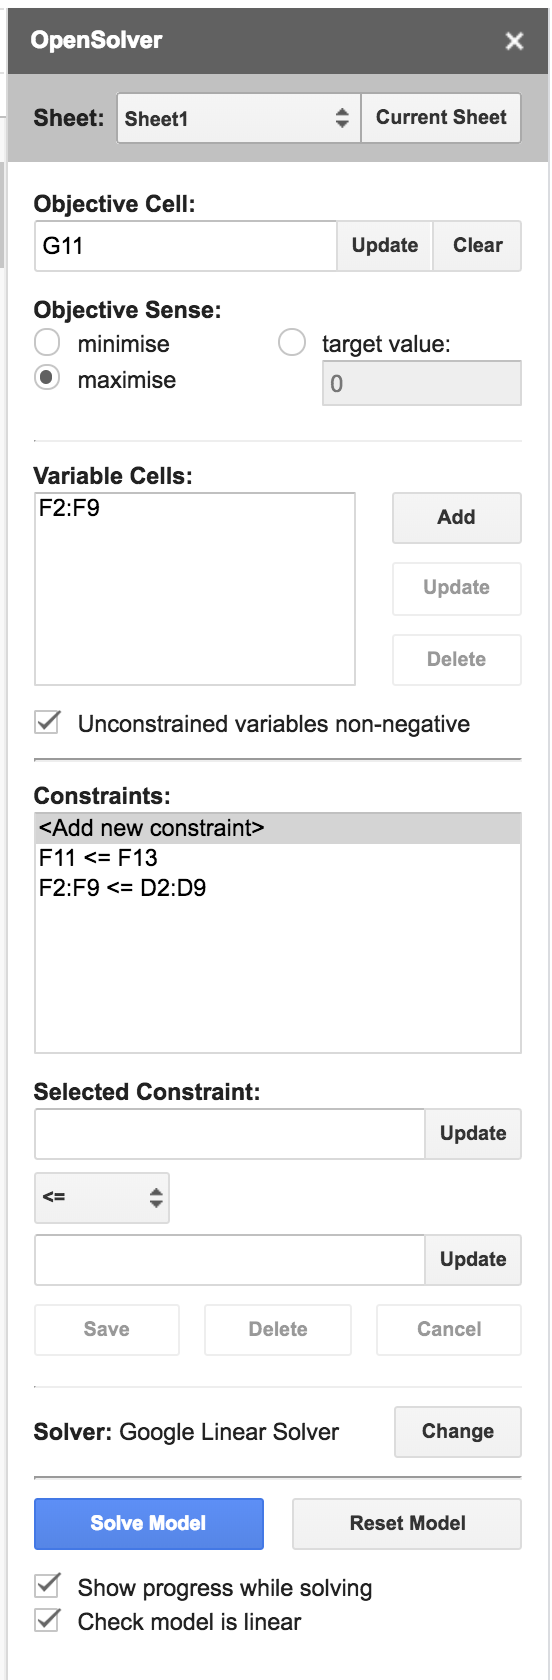 OpenSolver ×
Sheet: Sheet1 Current Sheet
Objective Cell:
G11 Update Clear
Objective Sense:
minimise target value:
maximise 0
Variable Cells:
F2:F9 Add
Update
Delete
Unconstrained variables non-negative
Constraints:
<Add new constraint>
F11 <= F13
F2:F9 <= D2:D9
Selected Constraint:
Update
<=
Update
Save Delete Cancel
Solver: Google Linear Solver Change
Solve Model Reset Model
Show progress while solving
Check model is linear